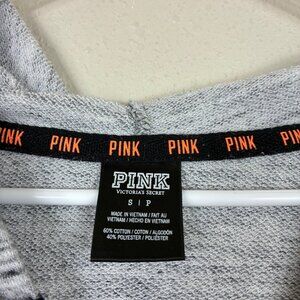 PINK PINK PINK PINK PINK PINK
PINK
VICTORIA'S SECRET
S | P
MADE IN VIETNAM / FAIT AU
VIETNAM / HECHO EN VIETNAM
60% COTTON / COTON / ALGODÓN
40% POLYESTER / POLIÉSTER